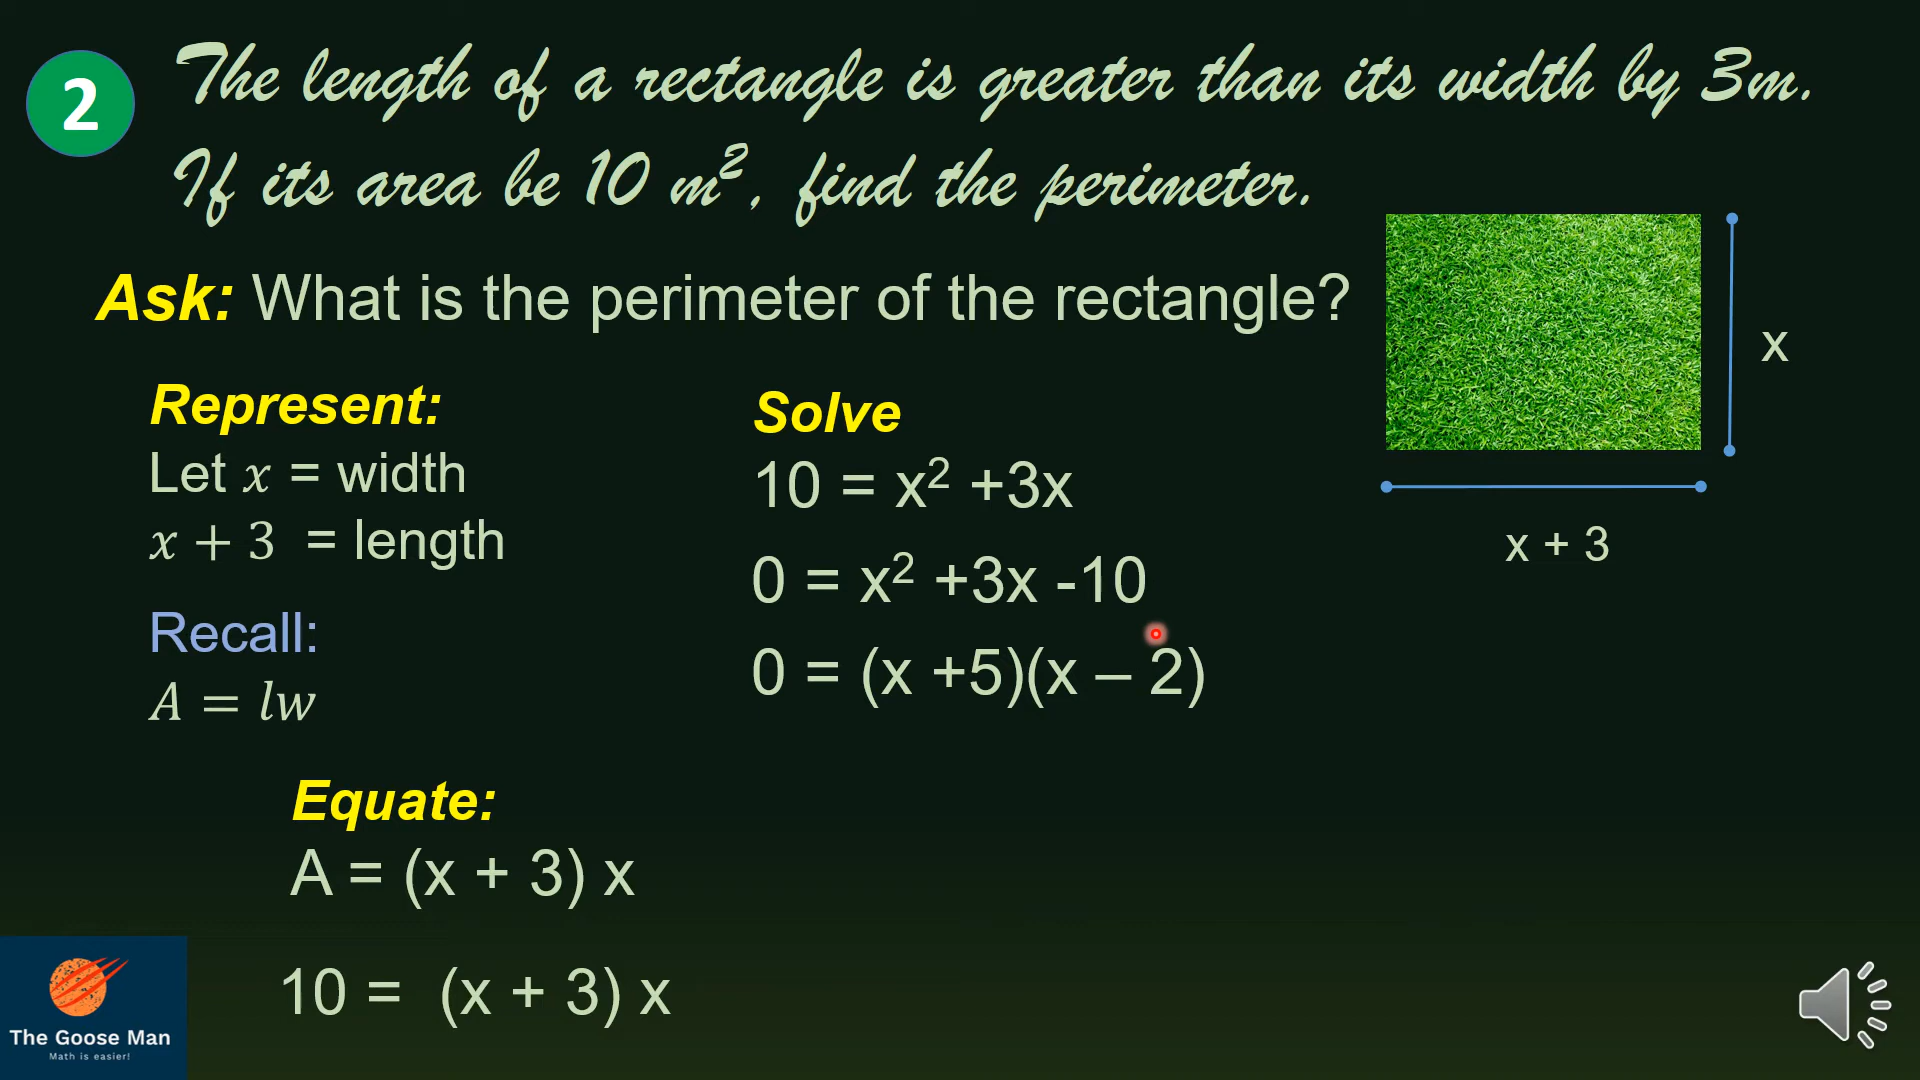 2
The length of a rectangle is greater than its width by 3m.
If its area be 10 m², find the perimeter.
Ask: What is the perimeter of the rectangle?
x
x + 3
Represent:
Let x = width
x + 3 = length
Recall:
A = lw
Equate:
A = (x + 3) x
10 = (x + 3) x
Solve
10 = x² +3x
0 = x² +3x -10
0 = (x +5)(x – 2)
The Goose Man
Math is easier!